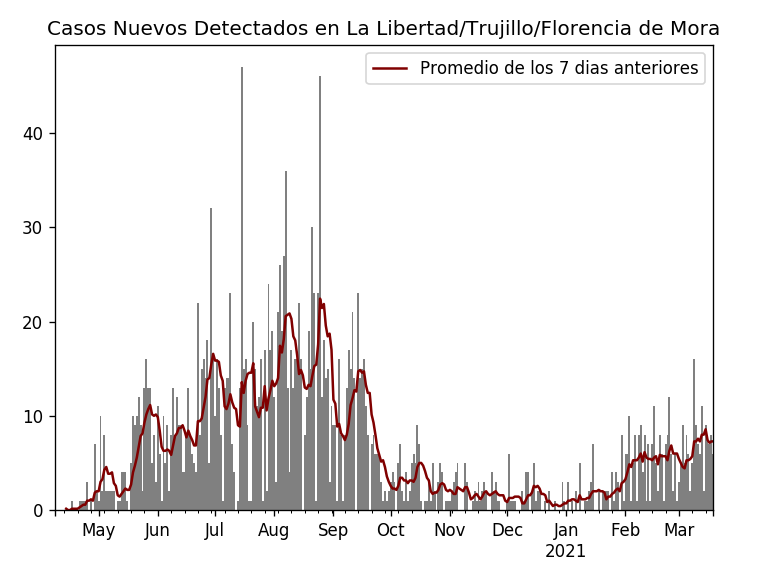 Casos Nuevos Detectados en La Libertad/Trujillo/Florencia de Mora
Promedio de los 7 dias anteriores
40
30
20
10
0
May Jun Jul Aug Sep Oct Nov Dec Jan Feb Mar
2021